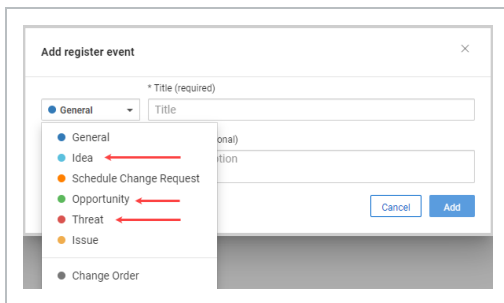 Add register event
×
* Title (required)
General
Title
General
onal)
Idea
ption
Schedule Change Request
Opportunity
Threat
Cancel
Add
Issue
Change Order